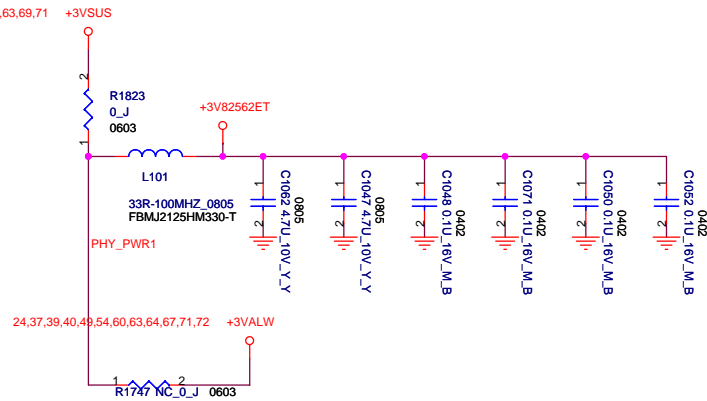 ,63,69,71 +3VSUS
2
R1823
0_J
0603
1
+3V82562ET
L101
33R-100MHZ_0805
FBMJ2125HM330-T
PHY_PWR1
1
2
C1062 4.7U_10V_Y_Y
0805
1
2
C1047 4.7U_10V_Y_Y
0805
1
2
C1048 0.1U_16V_M_B
0402
1
2
C1071 0.1U_16V_M_B
0402
1
2
C1050 0.1U_16V_M_B
0402
1
2
C1052 0.1U_16V_M_B
0402
24,37,39,40,49,54,60,63,64,67,71,72 +3VALW
1 2
R1747 NC_0_J 0603